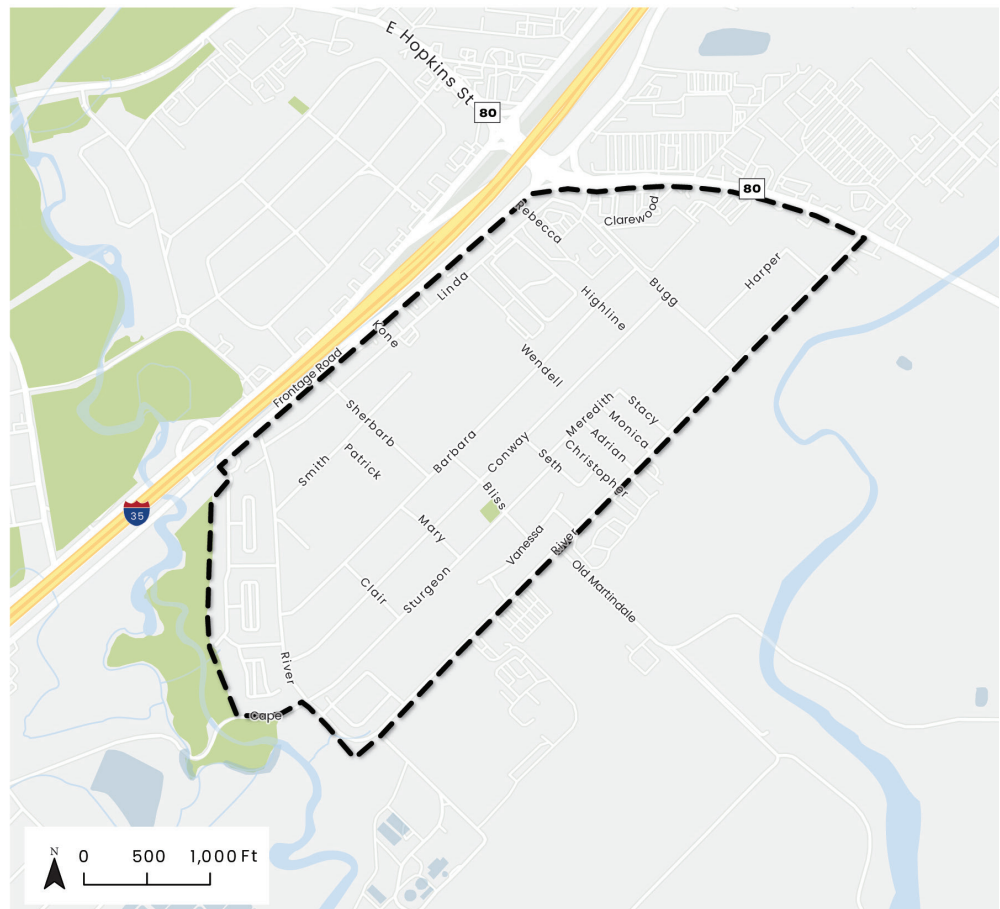 E Hopkins St
80
80
Rebecca
Clarewood
Linda
Bugg
Harper
Highline
Kone
Frontage Road
Wendell
Sherbarb
Meredith
Stacy
Monica
Adrian
Christopher
Barbara
Conway
Seth
Smith
Patrick
Bliss
35
Mary
Vanessa
River
Old Martindale
Clair
Sturgeon
River
Cape
N
0 500 1,000 Ft